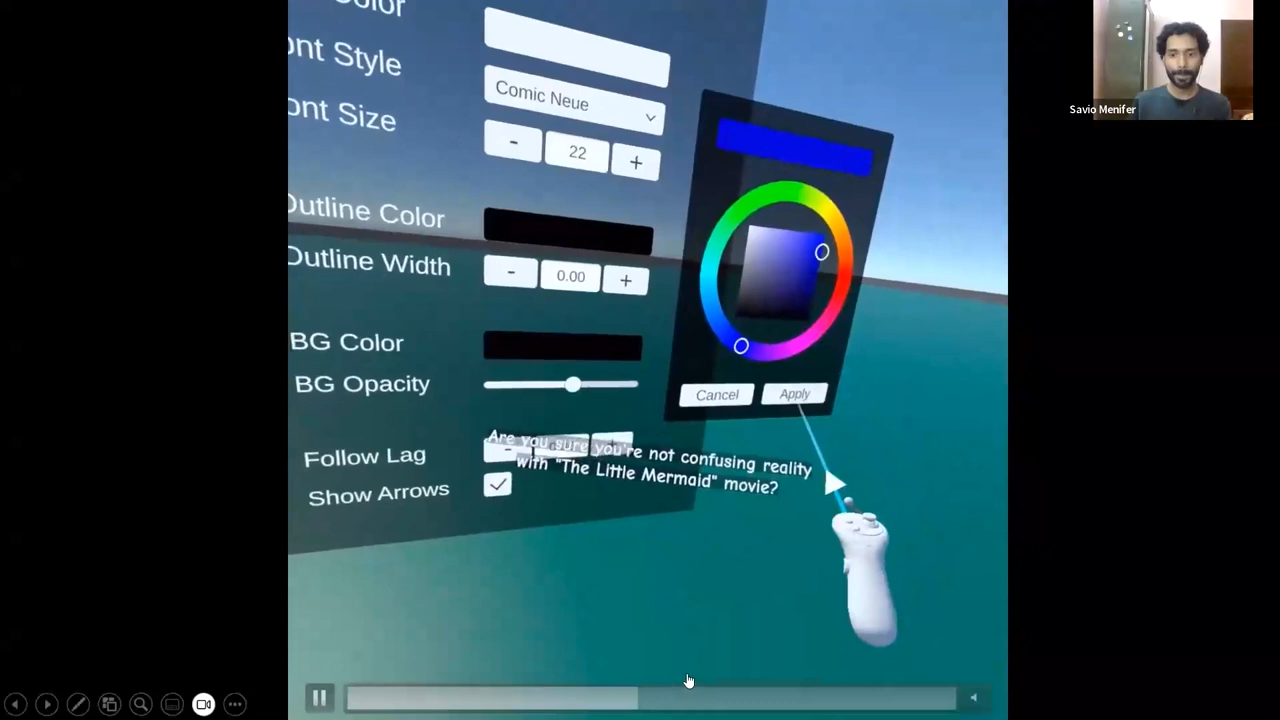 Color
ont Style
Comic Neue
ont Size
- 22 +
Outline Color
Outline Width
- 0.00 +
BG Color
BG Opacity
Cancel
Apply
Follow Lag
-
Show Arrows
Are you sure you're not confusing reality
with "The Little Mermaid" movie?
Savio Menifer